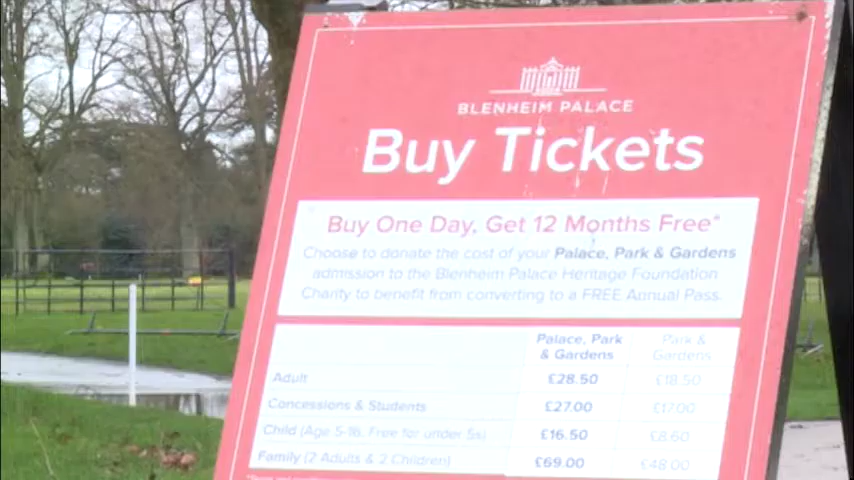 BLENHEIM PALACE
Buy Tickets
Buy One Day, Get 12 Months Free*
Choose to donate the cost of your Palace, Park & Gardens
admission to the Blenheim Palace Heritage Foundation
Charity to benefit from converting to a FREE Annual Pass.
Palace, Park & Gardens
Park & Gardens
Adult £28.50 £18.50
Concessions & Students £27.00 £17.00
Child (Age 5-16. Free for under 5s) £16.50 £8.60
Family (2 Adults & 2 Children) £69.00 £48.00